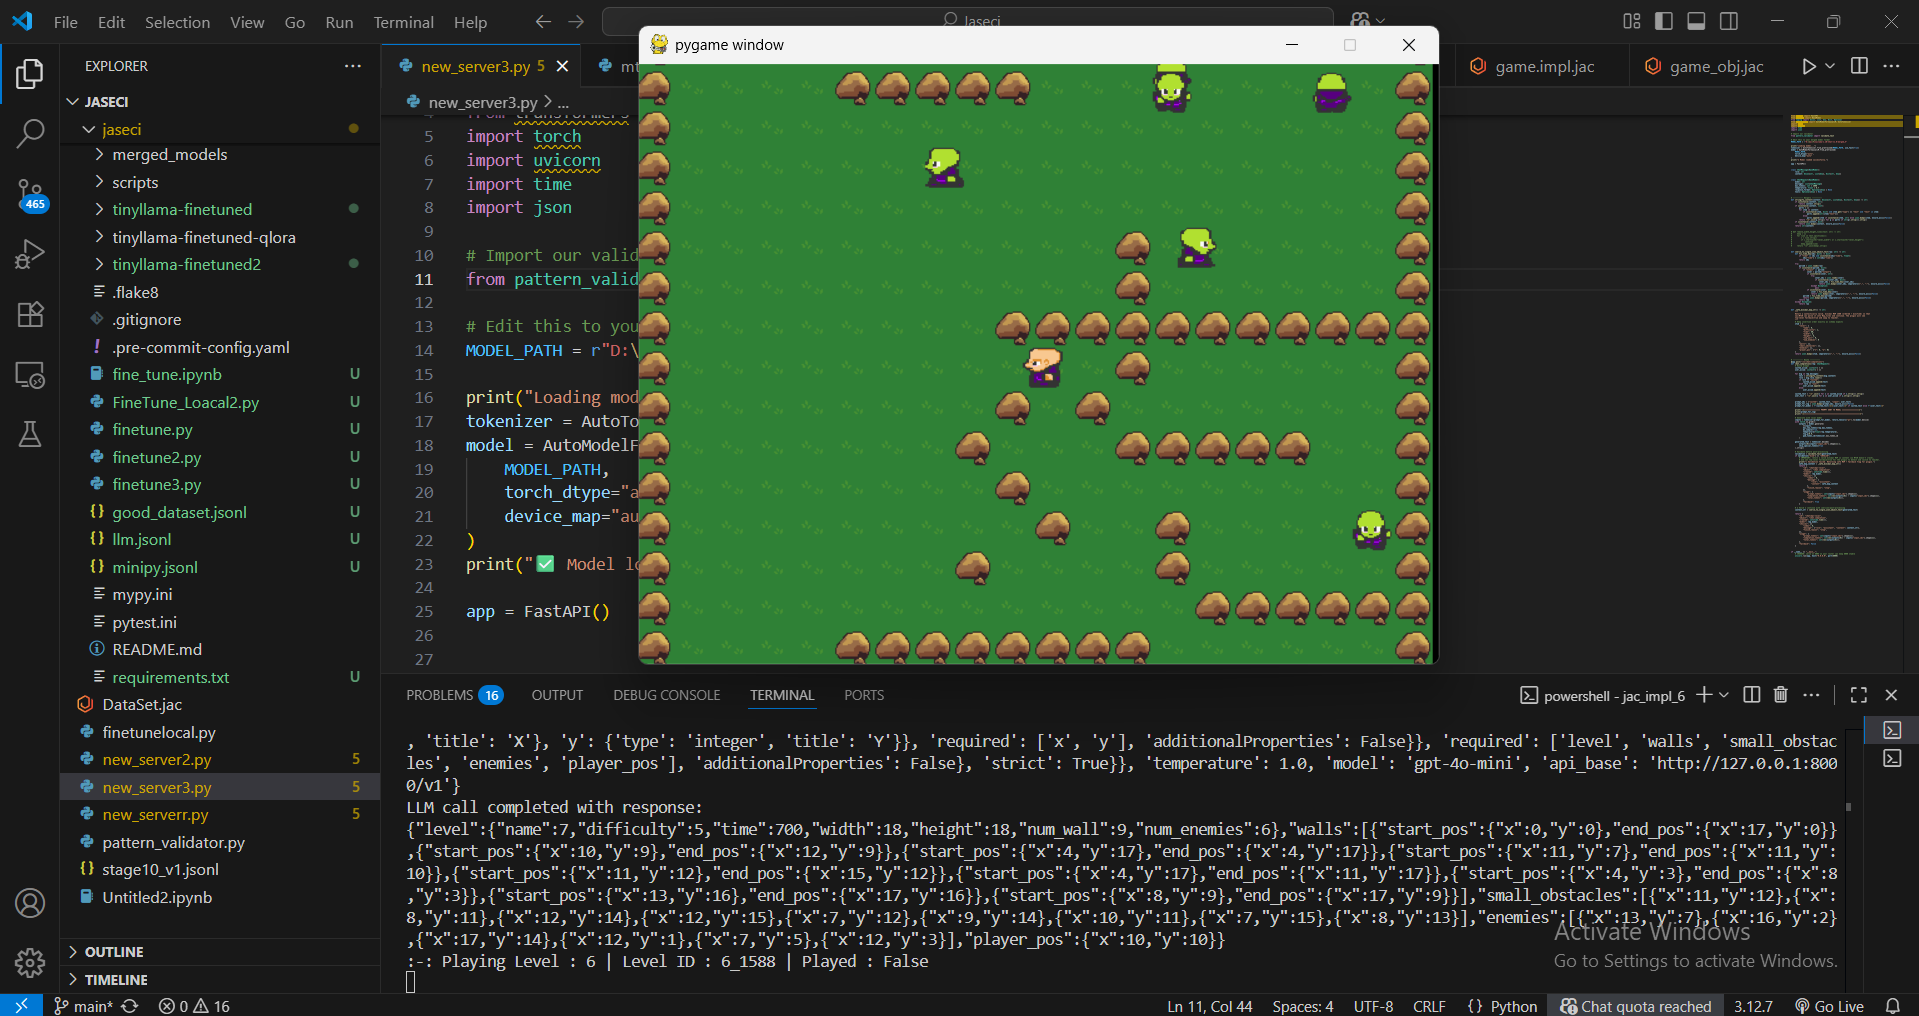 File Edit Selection View Go Run Terminal Help
Jaseci
pygame window
EXPLORER
new_server3.py 5
game.impl.jac
game_obj.jac
JASECI
new_server3.py > ...
jaseci
merged_models
scripts
465
tinyllama-finetuned
tinyllama-finetuned-qlora
tinyllama-finetuned2
.flake8
.gitignore
.pre-commit-config.yaml
fine_tune.ipynb U
FineTune_Loacal2.py U
finetune.py U
finetune2.py U
finetune3.py U
good_dataset.jsonl U
llm.jsonl U
minipy.jsonl U
mypy.ini
pytest.ini
README.md
requirements.txt U
DataSet.jac
finetunelocal.py
new_server2.py 5
new_server3.py 5
new_serverr.py 5
pattern_validator.py
stage10_v1.jsonl
Untitled2.ipynb
OUTLINE
TIMELINE
5 import torch
6 import uvicorn
7 import time
8 import json
9
10 # Import our valid
11 from pattern_valid
12
13 # Edit this to you
14 MODEL_PATH = r"D:\
15
16 print("Loading mod
17 tokenizer = AutoTo
18 model = AutoModelF
19 MODEL_PATH,
20 torch_dtype="a
21 device_map="au
22 )
23 print("✅ Model lo
24
25 app = FastAPI()
26
27
PROBLEMS 16 OUTPUT DEBUG CONSOLE TERMINAL PORTS
powershell - jac_impl_6
, 'title': 'X'}, 'y': {'type': 'integer', 'title': 'Y'}}, 'required': ['x', 'y'], 'additionalProperties': False}}, 'required': ['level', 'walls', 'small_obstac
les', 'enemies', 'player_pos'], 'additionalProperties': False}, 'strict': True}}, 'temperature': 1.0, 'model': 'gpt-4o-mini', 'api_base': 'http://127.0.0.1:800
0/v1'}
LLM call completed with response:
{"level":{"name":7,"difficulty":5,"time":700,"width":18,"height":18,"num_wall":9,"num_enemies":6},"walls":[{"start_pos":{"x":0,"y":0},"end_pos":{"x":17,"y":0}}
,{"start_pos":{"x":10,"y":9},"end_pos":{"x":12,"y":9}},{"start_pos":{"x":4,"y":17},"end_pos":{"x":4,"y":17}},{"start_pos":{"x":11,"y":7},"end_pos":{"x":11,"y":
10}},{"start_pos":{"x":11,"y":12},"end_pos":{"x":15,"y":12}},{"start_pos":{"x":4,"y":17},"end_pos":{"x":11,"y":17}},{"start_pos":{"x":4,"y":3},"end_pos":{"x":8
,"y":3}},{"start_pos":{"x":13,"y":16},"end_pos":{"x":17,"y":16}},{"start_pos":{"x":8,"y":9},"end_pos":{"x":17,"y":9}}],"small_obstacles":[{"x":11,"y":12},{"x":
8,"y":11},{"x":12,"y":14},{"x":12,"y":15},{"x":7,"y":12},{"x":9,"y":14},{"x":10,"y":11},{"x":7,"y":15},{"x":8,"y":13}],"enemies":[{"x":13,"y":7},{"x":16,"y":2}
,{"x":17,"y":14},{"x":12,"y":1},{"x":7,"y":5},{"x":12,"y":3}],"player_pos":{"x":10,"y":10}}
:-: Playing Level : 6 | Level ID : 6_1588 | Played : False
Activate Windows
Go to Settings to activate Windows.
main* 0 16
Ln 11, Col 44 Spaces: 4 UTF-8 CRLF {} Python Chat quota reached 3.12.7 Go Live